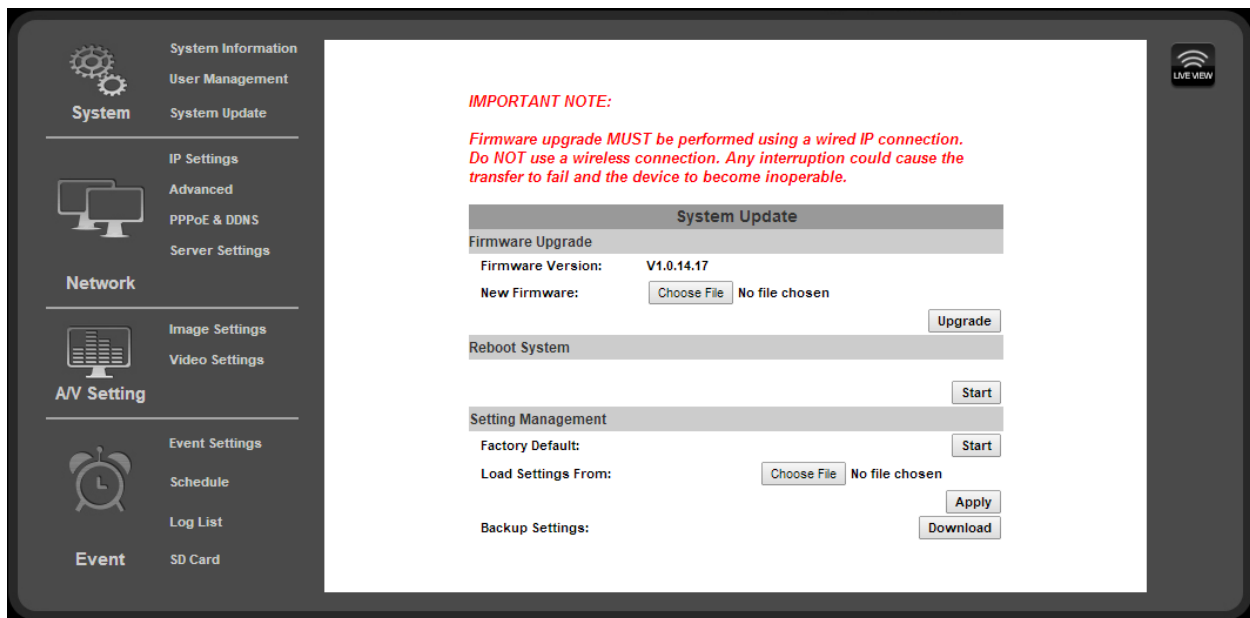 System Information
User Management
System
System Update
IP Settings
Advanced
PPPoE & DDNS
Server Settings
Network
Image Settings
Video Settings
A/V Setting
Event Settings
Schedule
Log List
Event
SD Card
IMPORTANT NOTE:
Firmware upgrade MUST be performed using a wired IP connection.
Do NOT use a wireless connection. Any interruption could cause the
transfer to fail and the device to become inoperable.
System Update
Firmware Upgrade
Firmware Version: V1.0.14.17
New Firmware: Choose File No file chosen
Upgrade
Reboot System
Start
Setting Management
Factory Default: Start
Load Settings From: Choose File No file chosen
Apply
Backup Settings: Download
LIVE VIEW